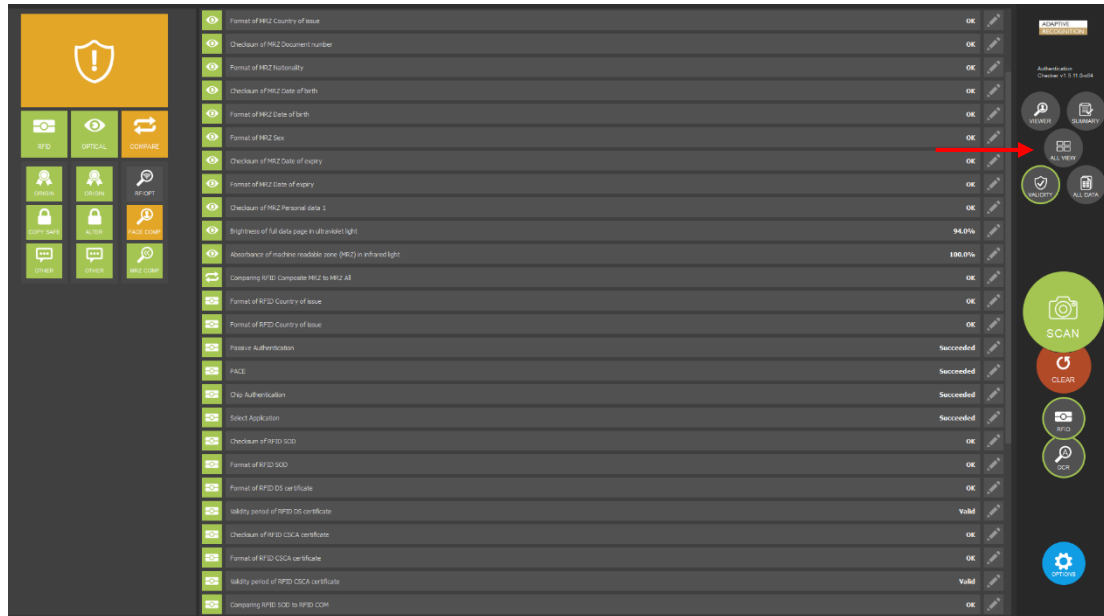 RFID
OPTICAL
COMPARE
ORIGIN
ORIGIN
RF/OPT
COPY SAFE
ALTER
FACE COMP
OTHER
OTHER
MRZ COMP
Format of MRZ Country of issue OK
Checksum of MRZ Document number OK
Format of MRZ Nationality OK
Checksum of MRZ Date of birth OK
Format of MRZ Date of birth OK
Format of MRZ Sex OK
Checksum of MRZ Date of expiry OK
Format of MRZ Date of expiry OK
Checksum of MRZ Personal data 1 OK
Brightness of full data page in ultraviolet light 94.0%
Absorbance of machine readable zone (MRZ) in infrared light 100.0%
Comparing RFID Composite MRZ to MRZ All OK
Format of RFID Country of issue OK
Format of RFID Country of issue OK
Passive Authentication Succeeded
PACE Succeeded
Chip Authentication Succeeded
Select Application Succeeded
Checksum of RFID SOD OK
Format of RFID SOD OK
Format of RFID DS certificate OK
Validity period of RFID DS certificate Valid
Checksum of RFID CSCA certificate OK
Format of RFID CSCA certificate OK
Validity period of RFID CSCA certificate Valid
Comparing RFID SOD to RFID COM OK
ADAPTIVE
RECOGNITION
Authentication
Checker
VIEWER
SUMMARY
ALL VIEW
VALIDITY
ALL DATA
SCAN
CLEAR
RFID
OCR
OPTIONS